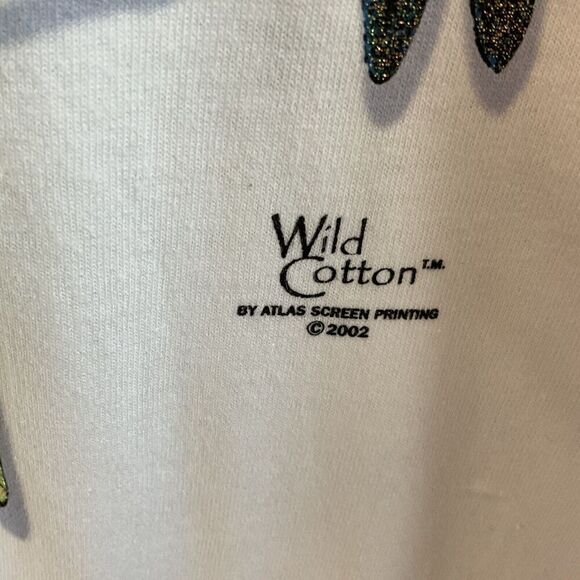 Wild
Cotton T.M.
BY ATLAS SCREEN PRINTING
©2002